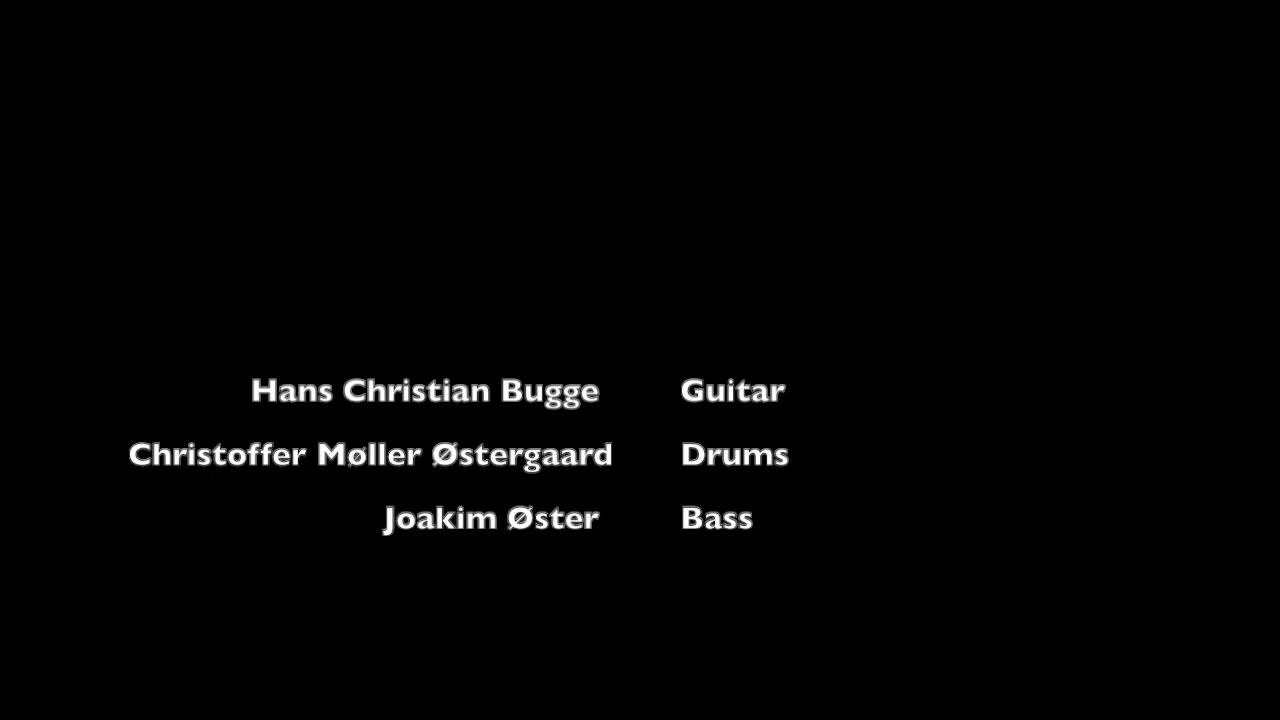 Hans Christian Bugge Guitar
Christoffer Møller Østergaard Drums
Joakim Øster Bass